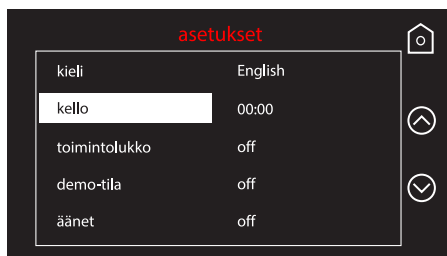 asetukset
kieli English
kello 00:00
toimintolukko off
demo-tila off
äänet off